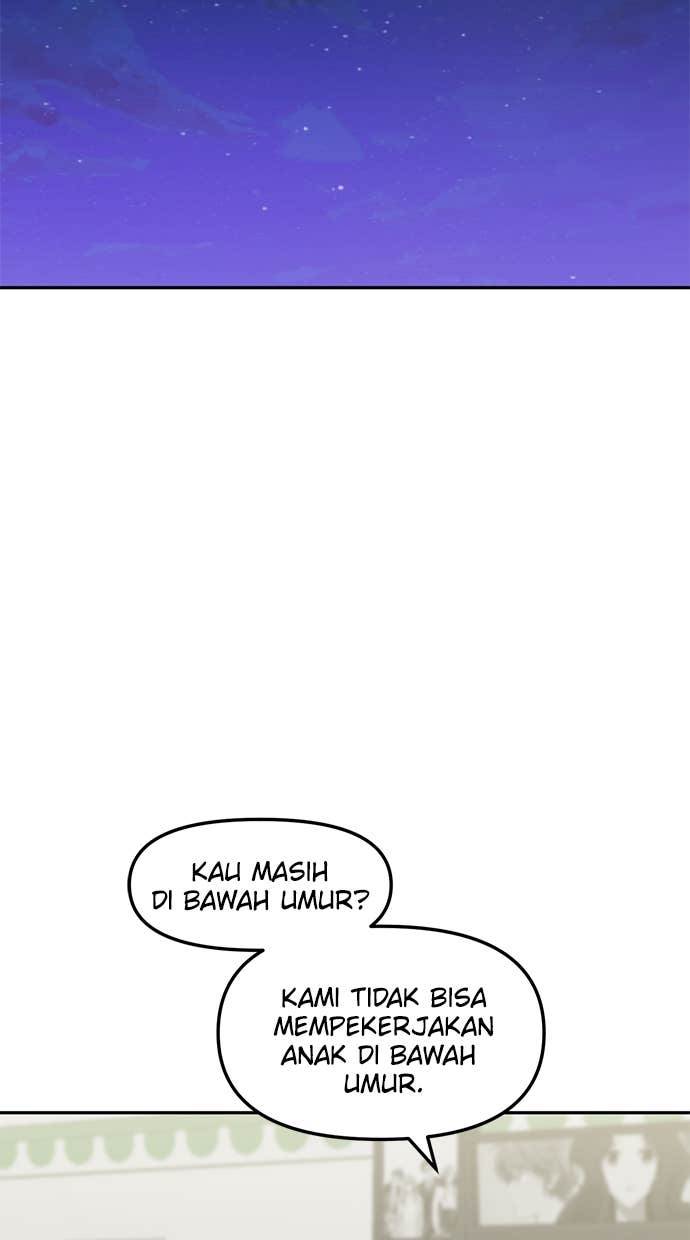 KAU MASIH
DI BAWAH UMUR?
KAMI TIDAK BISA
MEMPEKERJAKAN
ANAK DI BAWAH
UMUR.